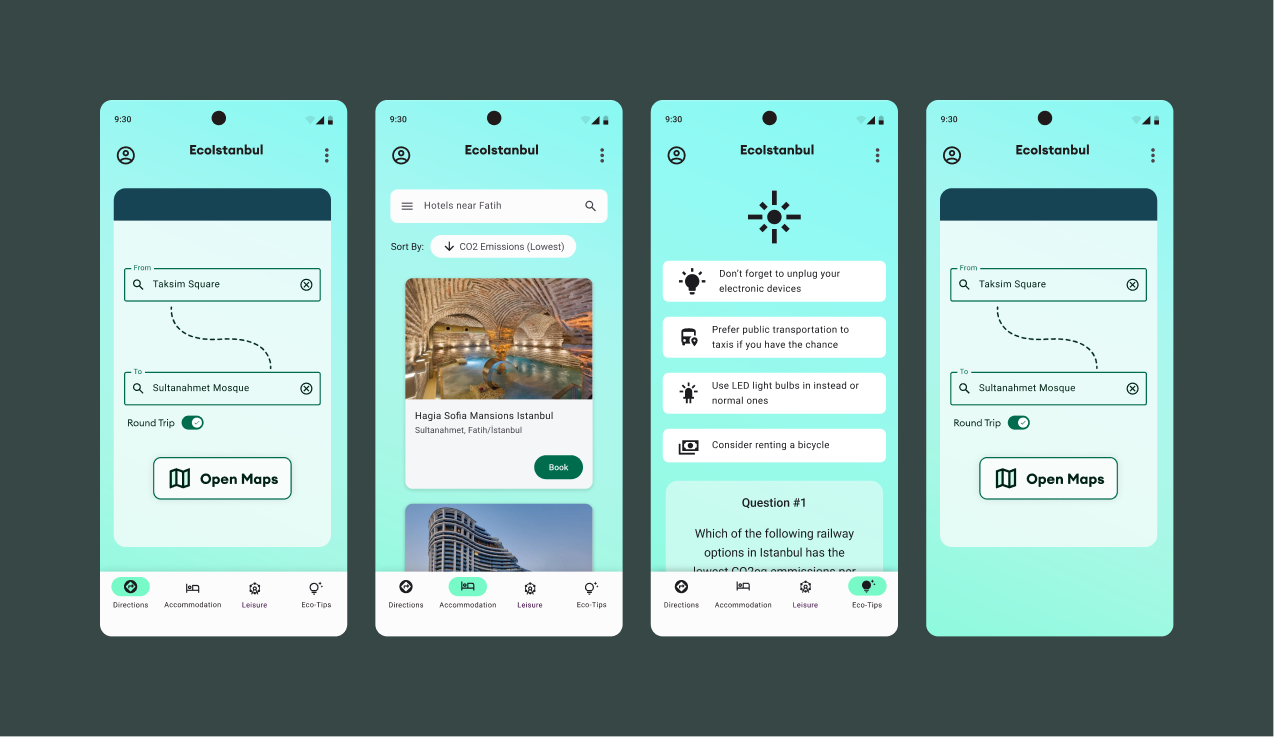 9:30
EcoIstanbul
From
Taksim Square
To
Sultanahmet Mosque
Round Trip
Open Maps
Directions
Accommodation
Leisure
Eco-Tips
9:30
EcoIstanbul
Hotels near Fatih
Sort By:
CO2 Emissions (Lowest)
Hagia Sofia Mansions Istanbul
Sultanahmet, Fatih/İstanbul
Book
Directions
Accommodation
Leisure
Eco-Tips
9:30
EcoIstanbul
Don't forget to unplug your
electronic devices
Prefer public transportation to
taxis if you have the chance
Use LED light bulbs in instead or
normal ones
Consider renting a bicycle
Question #1
Which of the following railway
options in Istanbul has the
lowest CO2eq emmissions per
Directions
Accommodation
Leisure
Eco-Tips
9:30
EcoIstanbul
From
Taksim Square
To
Sultanahmet Mosque
Round Trip
Open Maps